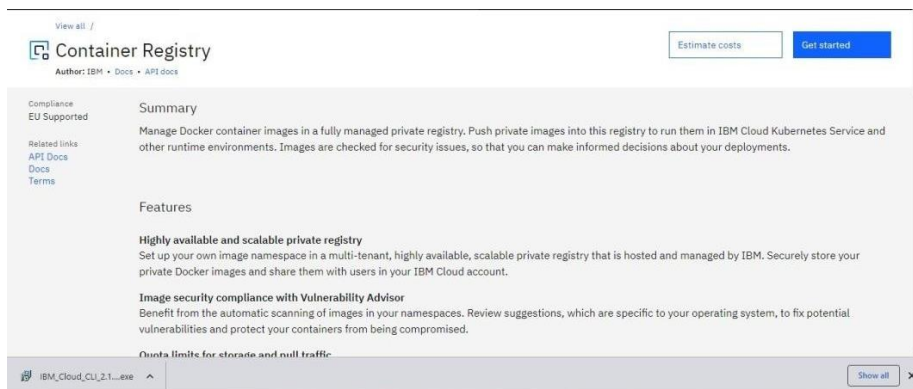 View all /
Container Registry
Author: IBM • Docs • API docs
Estimate costs
Get started
Compliance
EU Supported
Related links
API Docs
Docs
Terms
Summary
Manage Docker container images in a fully managed private registry. Push private images into this registry to run them in IBM Cloud Kubernetes Service and
other runtime environments. Images are checked for security issues, so that you can make informed decisions about your deployments.
Features
Highly available and scalable private registry
Set up your own image namespace in a multi-tenant, highly available, scalable private registry that is hosted and managed by IBM. Securely store your
private Docker images and share them with users in your IBM Cloud account.
Image security compliance with Vulnerability Advisor
Benefit from the automatic scanning of images in your namespaces. Review suggestions, which are specific to your operating system, to fix potential
vulnerabilities and protect your containers from being compromised.
Quota limits for storage and pull traffic
IBM_Cloud_CLI_2.1....exe
Show all